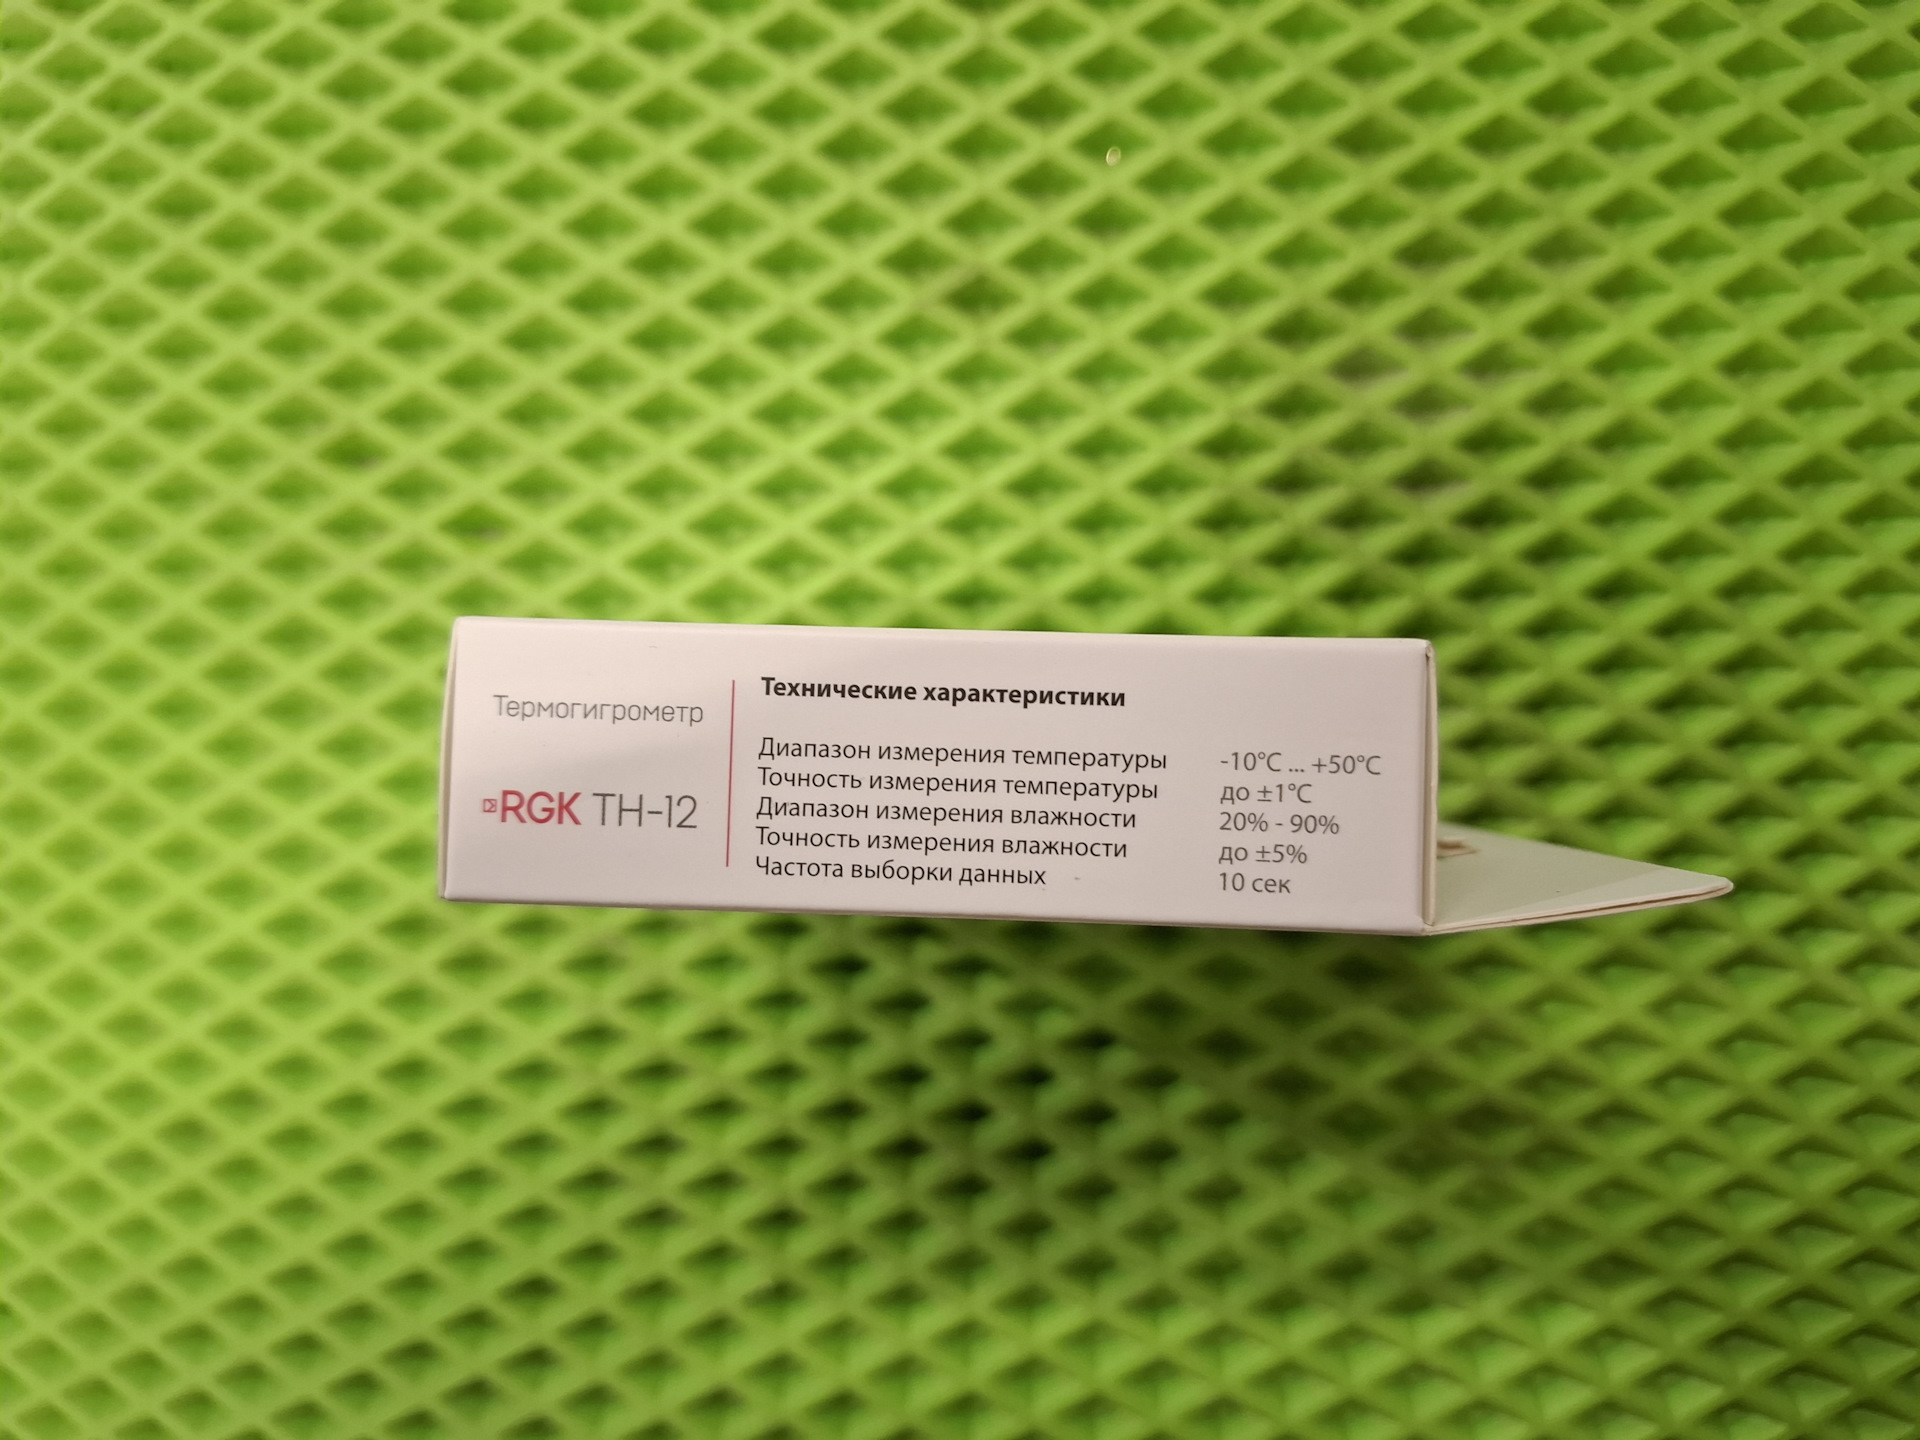 Термогигрометр
RGK TH-12
Технические характеристики
Диапазон измерения температуры -10°C ... +50°C
Точность измерения температуры до ±1°C
Диапазон измерения влажности 20% - 90%
Точность измерения влажности до ±5%
Частота выборки данных 10 сек